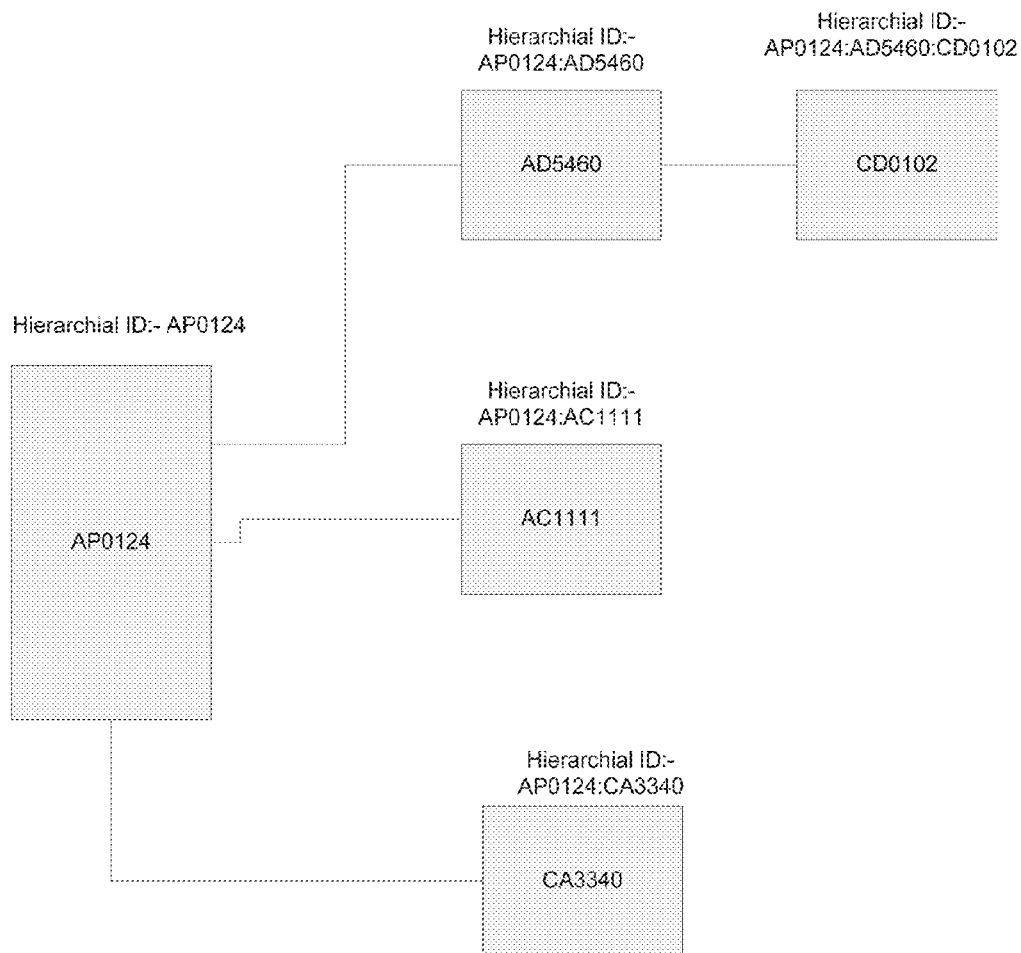 Hierarchial ID:-
AP0124:AD5460
Hierarchial ID:-
AP0124:AD5460:CD0102
AD5460
CD0102
Hierarchial ID:- AP0124
AP0124
Hierarchial ID:-
AP0124:AC1111
AC1111
Hierarchial ID:-
AP0124:CA3340
CA3340